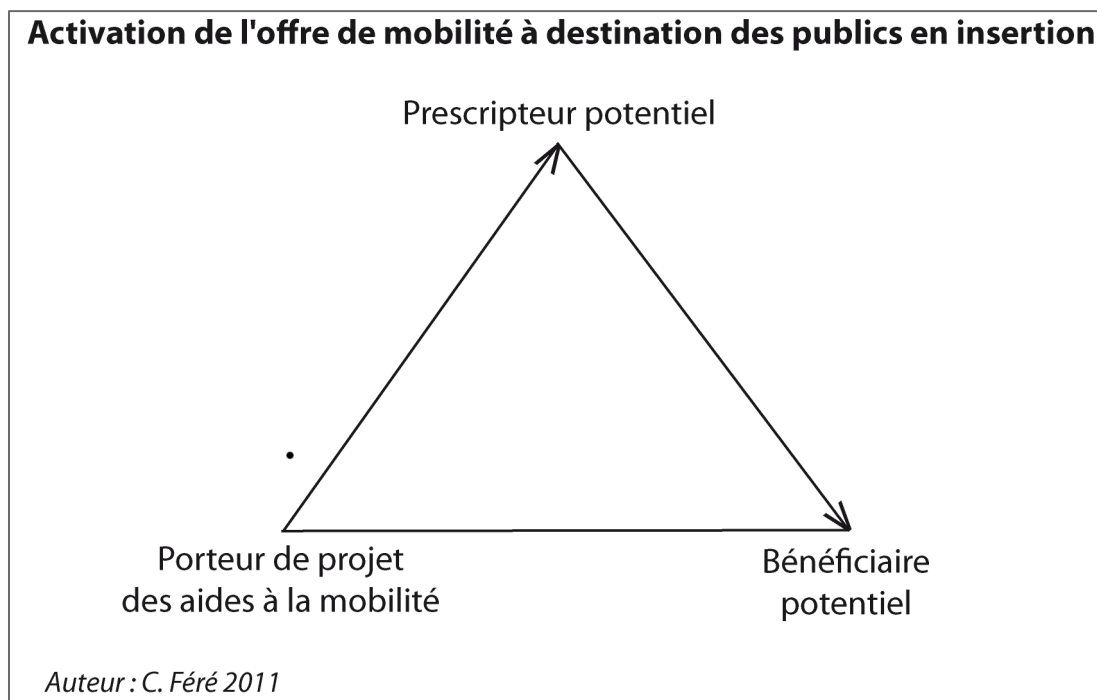 Activation de l'offre de mobilité à destination des publics en insertion
Prescripteur potentiel
Porteur de projet
des aides à la mobilité
Bénéficiaire
potentiel
Auteur : C. Féré 2011